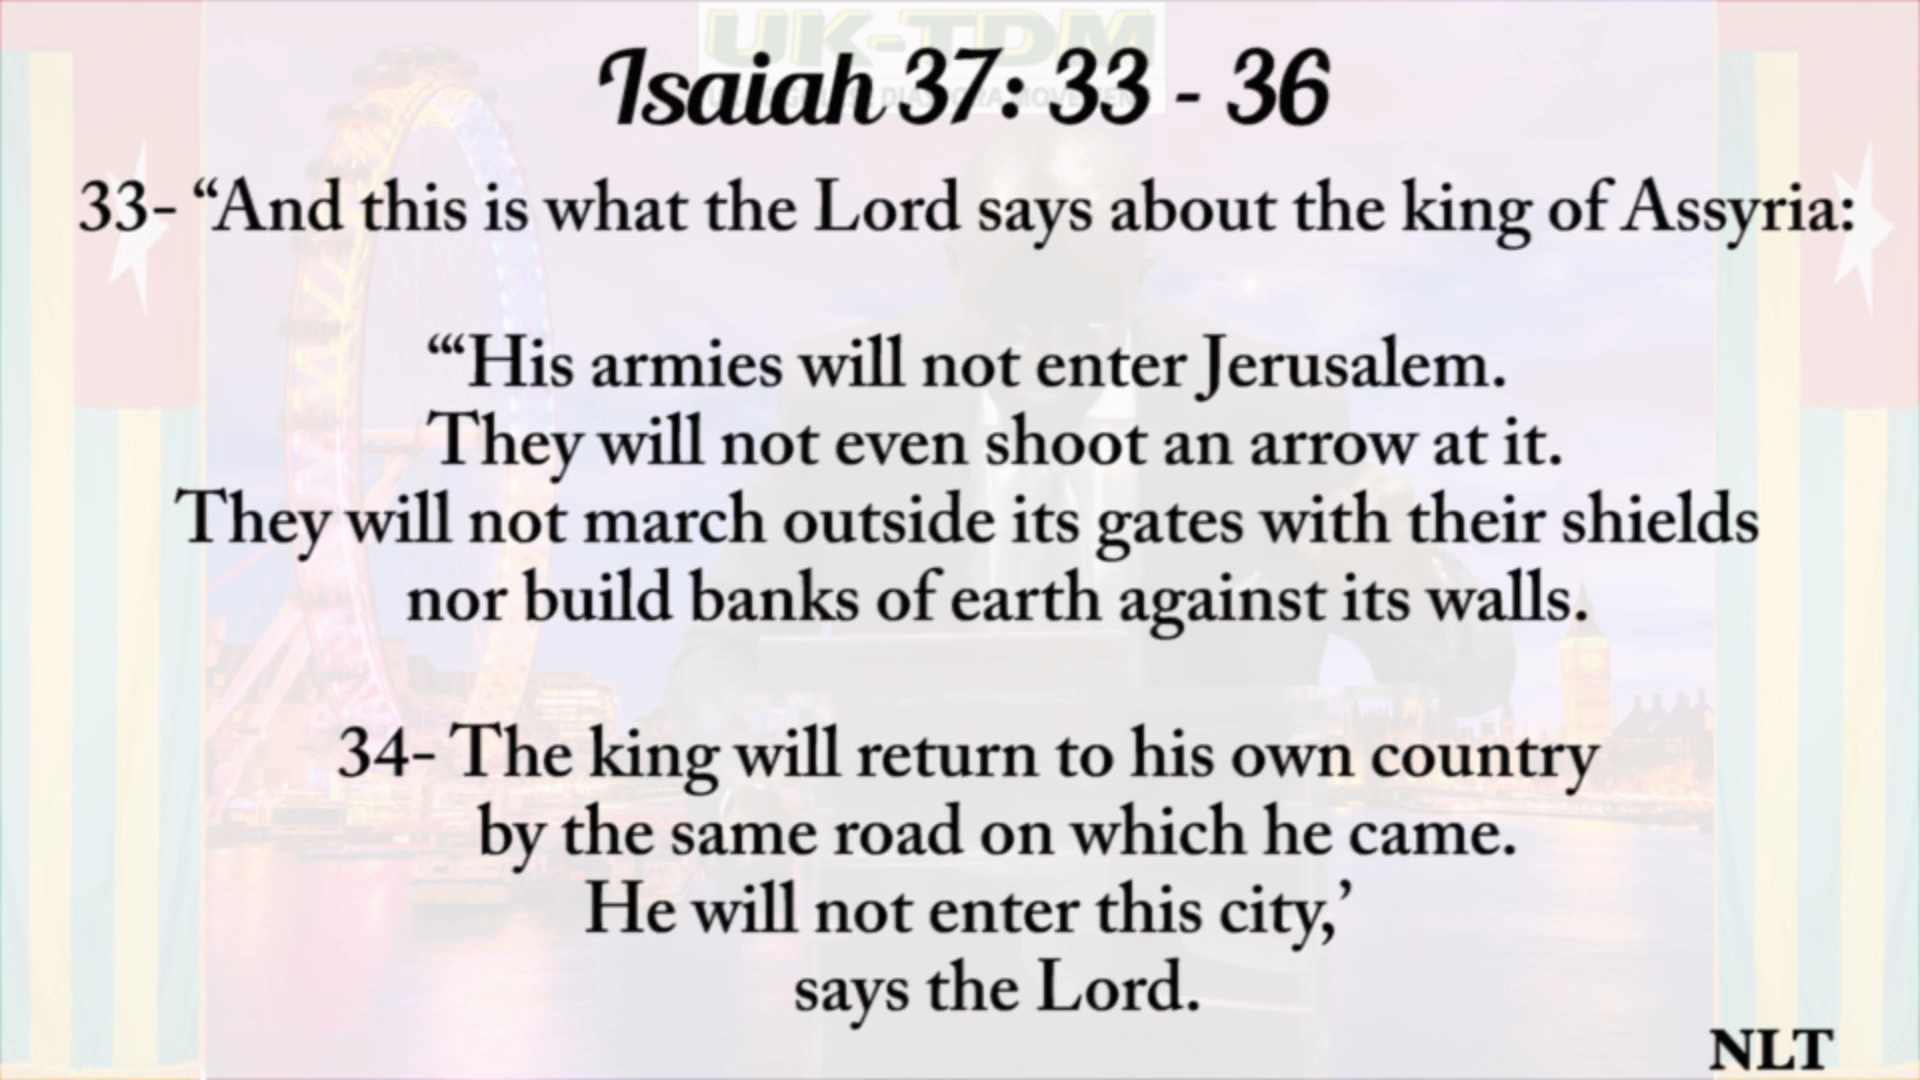 UK-TDM
Isaiah 37: 33 - 36
33- “And this is what the Lord says about the king of Assyria:
“‘His armies will not enter Jerusalem.
They will not even shoot an arrow at it.
They will not march outside its gates with their shields
nor build banks of earth against its walls.
34- The king will return to his own country
by the same road on which he came.
He will not enter this city,’
says the Lord.
NLT